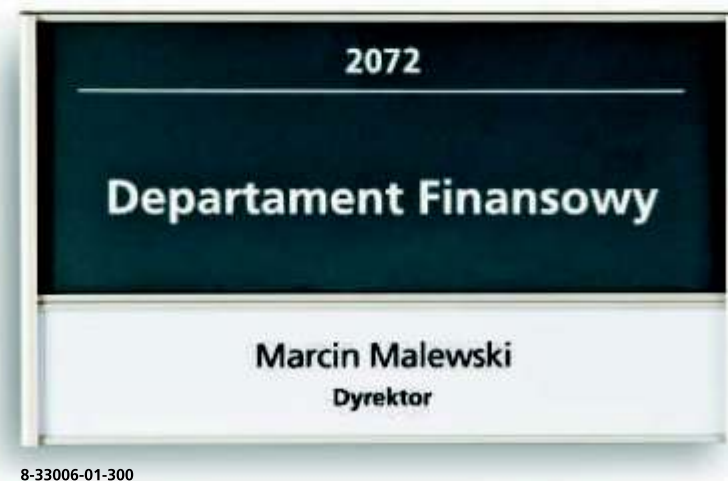 2072
Departament Finansowy
Marcin Malewski
Dyrektor
8-33006-01-300